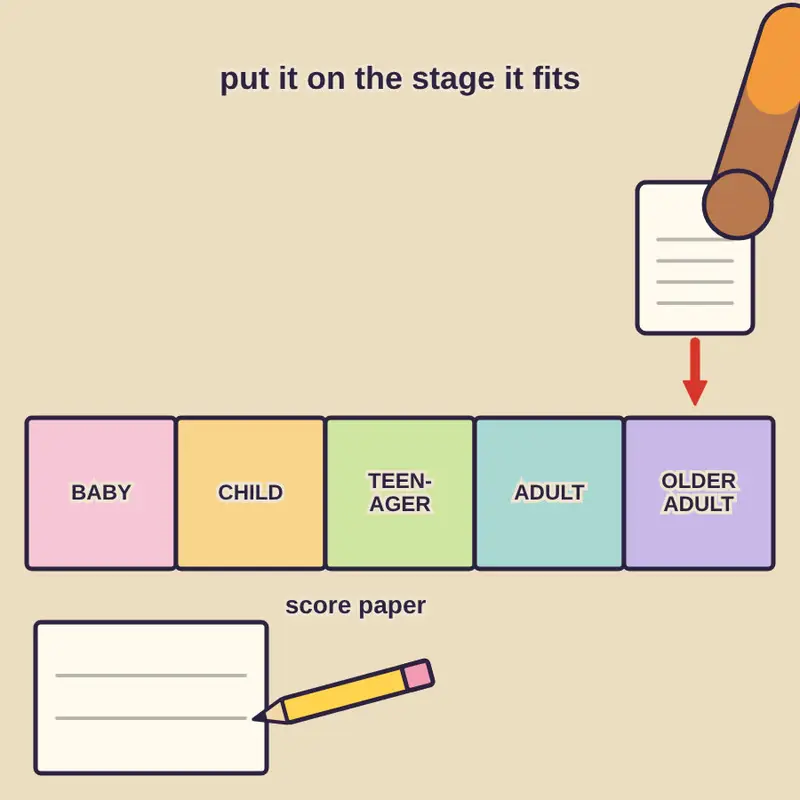 put it on the stage it fits
BABY
CHILD
TEEN-
AGER
ADULT
OLDER
ADULT
score paper